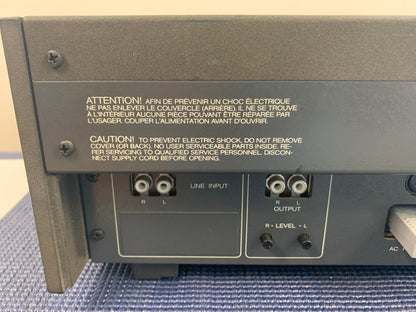 ATTENTION! AFIN DE PREVENIR UN CHOC ÉLECTRIQUE
NE PAS ENLEVER LE COUVERCLE (ARRIÈRE). IL NE SE TROUVE
À L'INTÉRIEUR AUCUNE PIÈCE POUVANT ÊTRE RÉPARÉE PAR
L'USAGER. COUPER L'ALIMENTATION AVANT D'OUVRIR.
CAUTION! TO PREVENT ELECTRIC SHOCK, DO NOT REMOVE
COVER (OR BACK). NO USER SERVICEABLE PARTS INSIDE. RE-
FER SERVICING TO QUALIFIED SERVICE PERSONNEL. DISCON-
NECT SUPPLY CORD BEFORE OPENING.
LINE INPUT
R L
R L
OUTPUT
R • LEVEL • L
AC